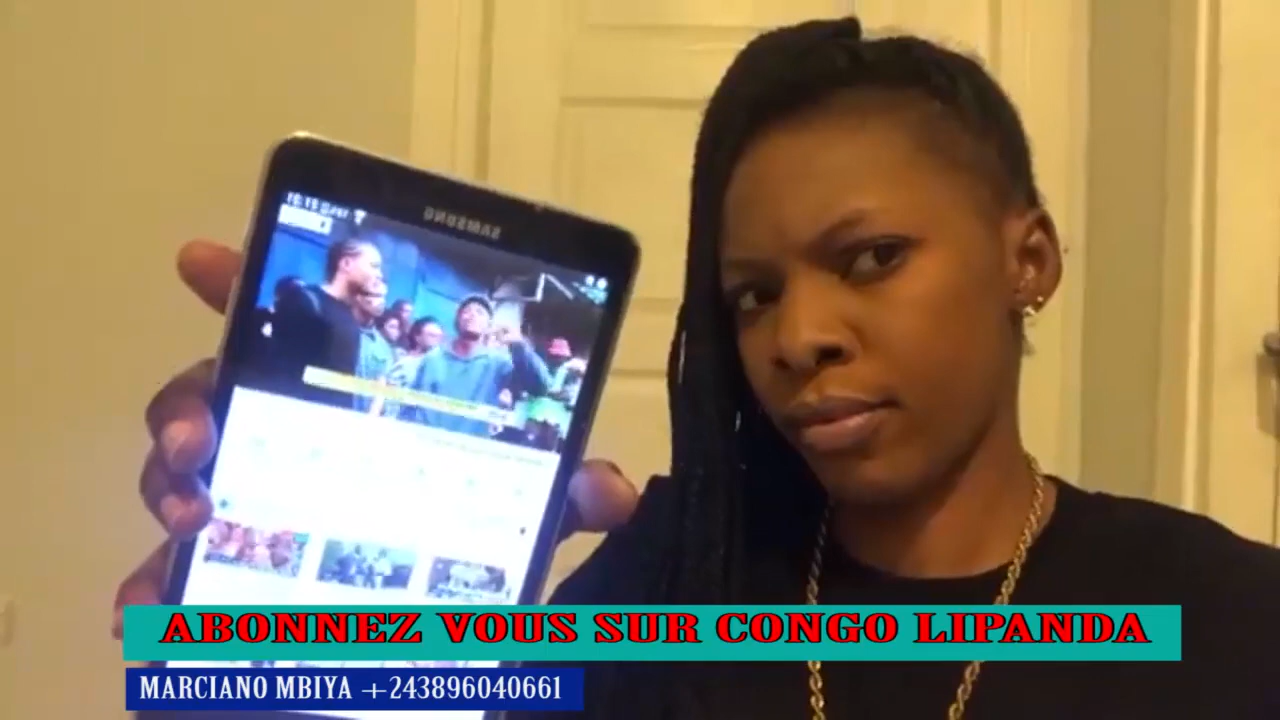 SAMSUNG
ABONNEZ VOUS SUR CONGO LIPANDA
MARCIANO MBIYA +243896040661